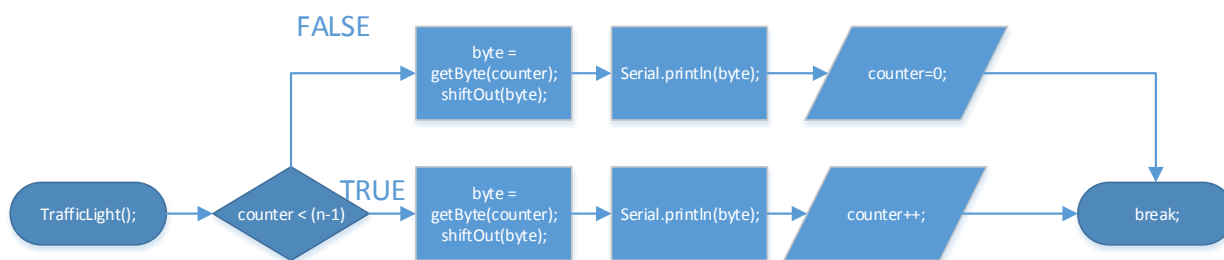 FALSE
byte =
getByte(counter);
shiftOut(byte);
Serial.println(byte);
counter=0;
TrafficLight();
counter < (n-1)
TRUE
byte =
getByte(counter);
shiftOut(byte);
Serial.println(byte);
counter++;
break;